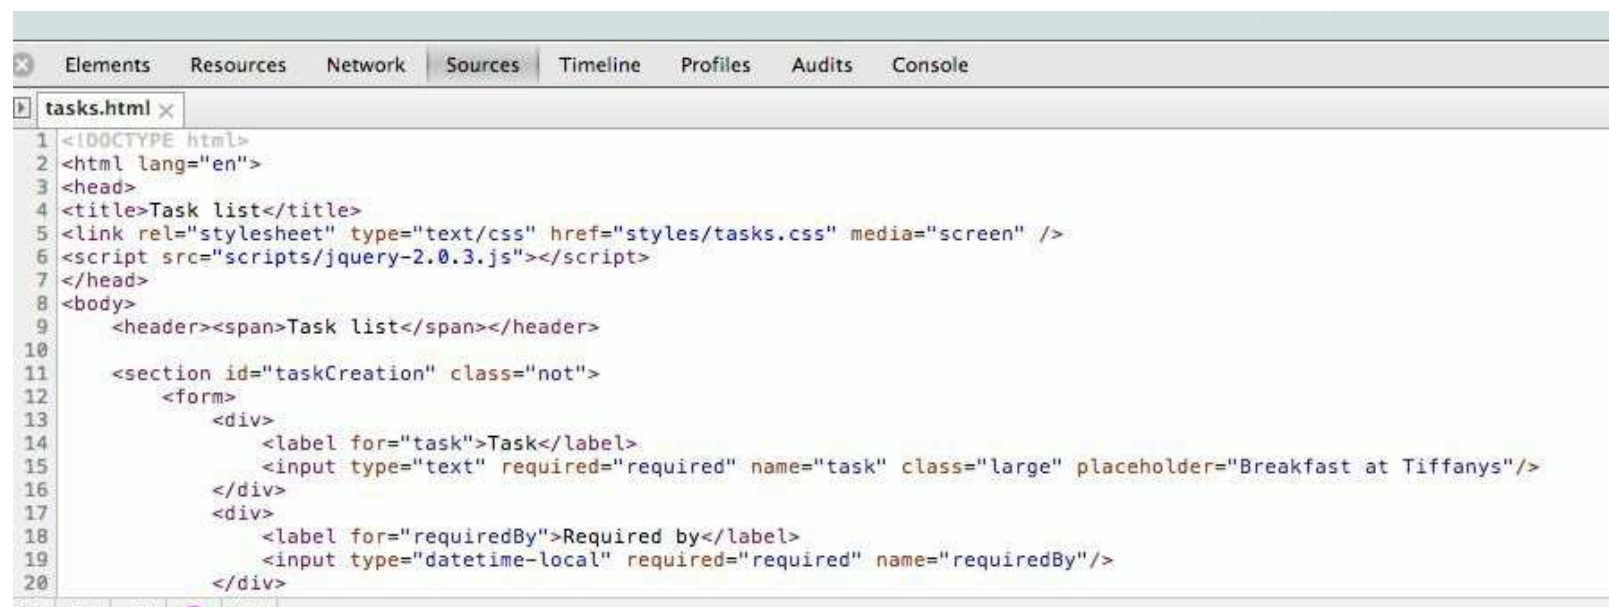 Elements Resources Network Sources Timeline Profiles Audits Console
tasks.html
1 <!DOCTYPE html>
2 <html lang="en">
3 <head>
4 <title>Task list</title>
5 <link rel="stylesheet" type="text/css" href="styles/tasks.css" media="screen" />
6 <script src="scripts/jquery-2.0.3.js"></script>
7 </head>
8 <body>
9     <header><span>Task list</span></header>
10
11     <section id="taskCreation" class="not">
12         <form>
13             <div>
14                 <label for="task">Task</label>
15                 <input type="text" required="required" name="task" class="large" placeholder="Breakfast at Tiffanys"/>
16             </div>
17             <div>
18                 <label for="requiredBy">Required by</label>
19                 <input type="datetime-local" required="required" name="requiredBy"/>
20             </div>